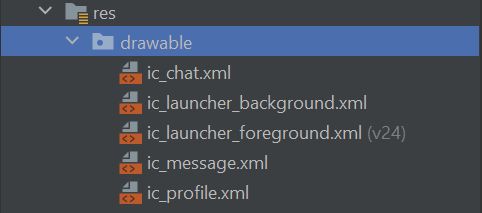 res
drawable
ic_chat.xml
ic_launcher_background.xml
ic_launcher_foreground.xml (v24)
ic_message.xml
ic_profile.xml